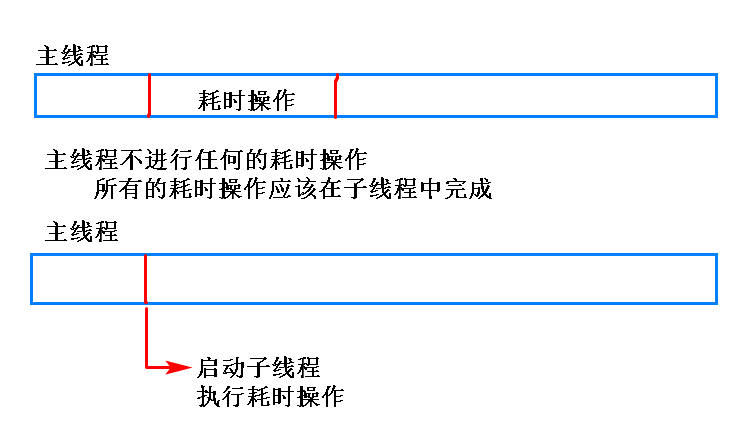 主线程
耗时操作
主线程不进行任何的耗时操作
所有的耗时操作应该在子线程中完成
主线程
启动子线程
执行耗时操作